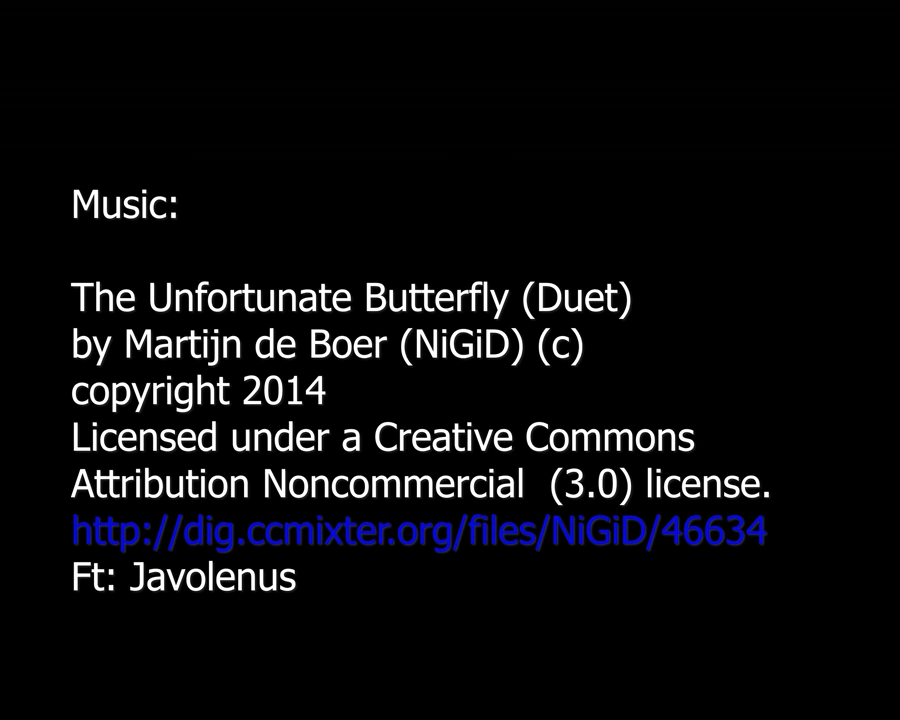 Music:
The Unfortunate Butterfly (Duet)
by Martijn de Boer (NiGiD) (c)
copyright 2014
Licensed under a Creative Commons
Attribution Noncommercial  (3.0) license.
http://dig.ccmixter.org/files/NiGiD/46634
Ft: Javolenus